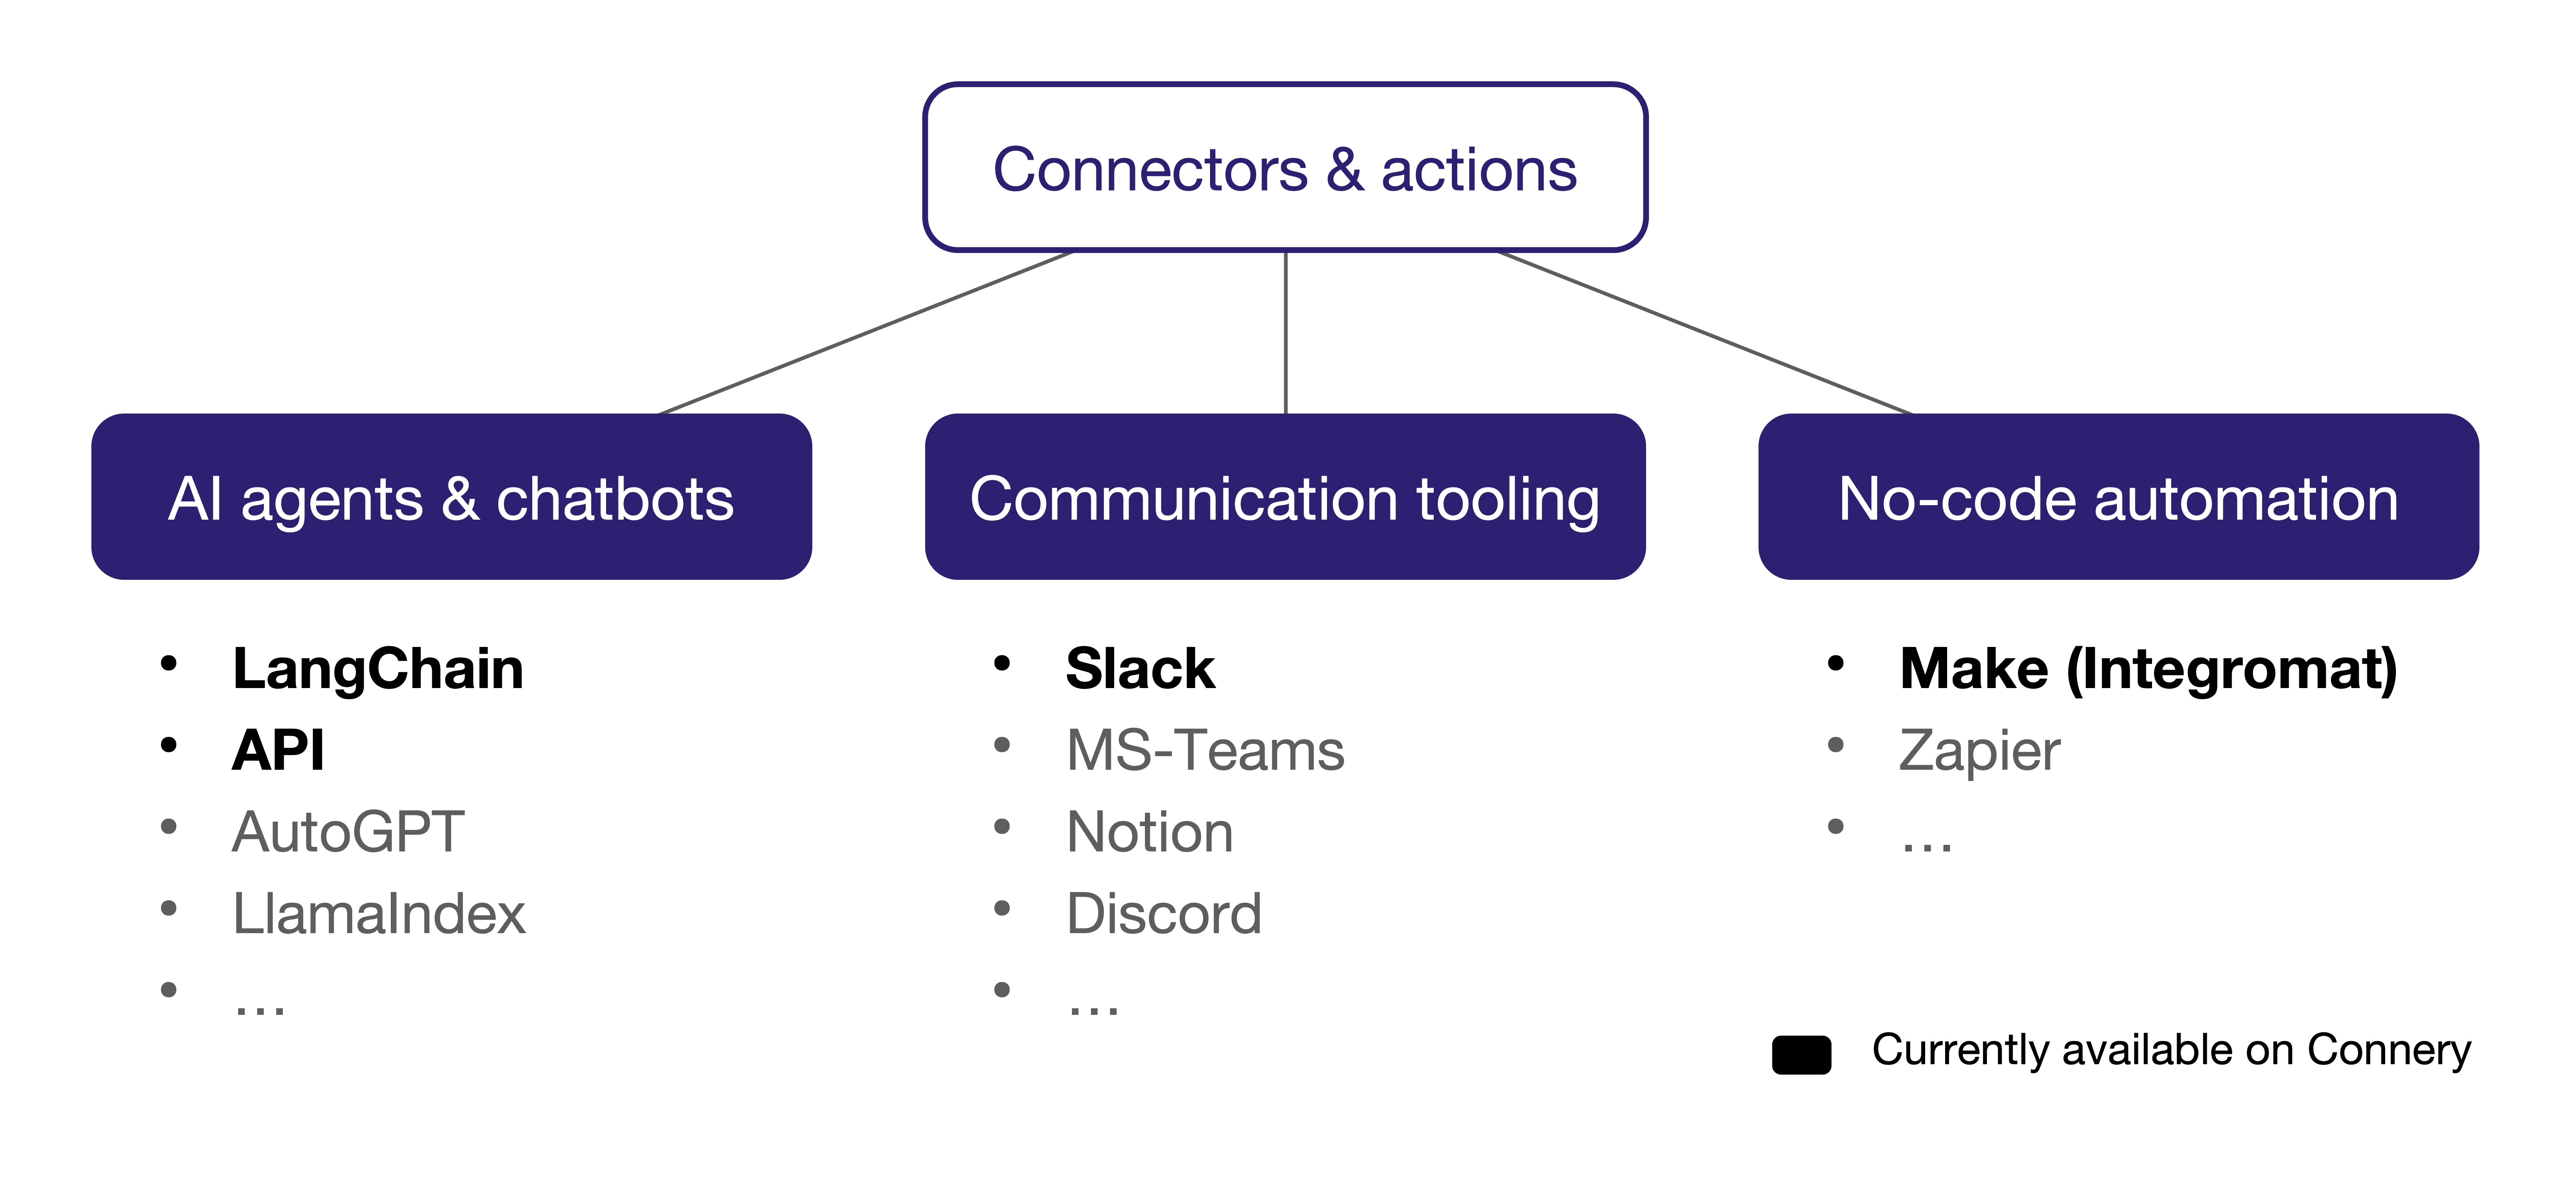 Connectors & actions
AI agents & chatbots
• LangChain
• API
• AutoGPT
• LlamaIndex
• …
Communication tooling
• Slack
• MS-Teams
• Notion
• Discord
• …
No-code automation
• Make (Integromat)
• Zapier
• …
Currently available on Connery